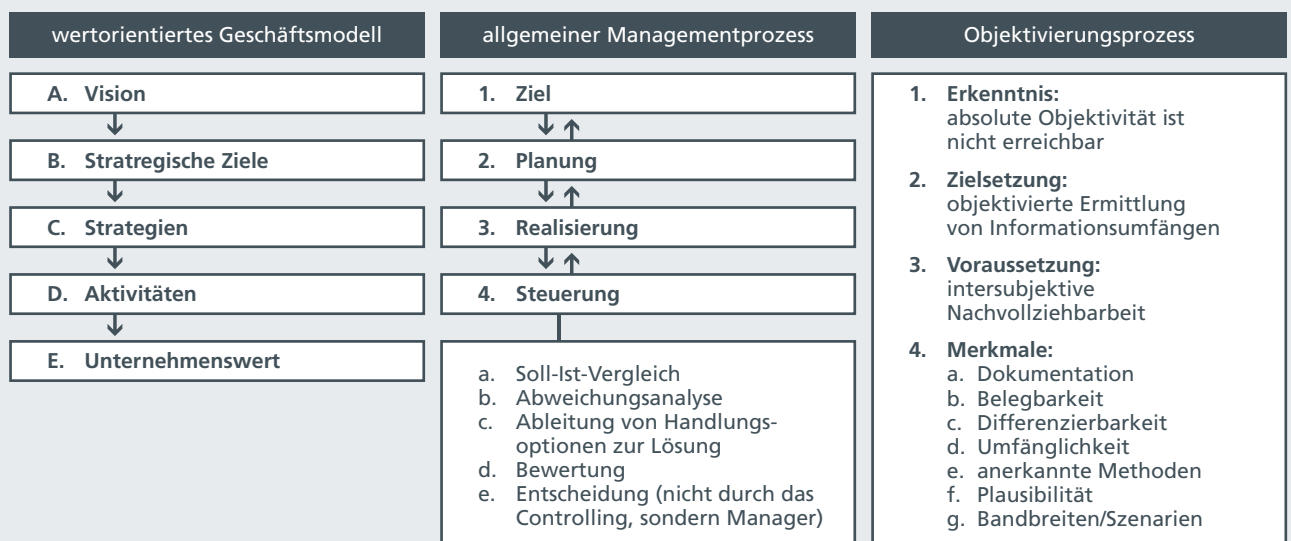 wertorientiertes Geschäftsmodell
A. Vision
B. Stratregische Ziele
C. Strategien
D. Aktivitäten
E. Unternehmenswert
allgemeiner Managementprozess
1. Ziel
2. Planung
3. Realisierung
4. Steuerung
a. Soll-Ist-Vergleich
b. Abweichungsanalyse
c. Ableitung von Handlungs-
optionen zur Lösung
d. Bewertung
e. Entscheidung (nicht durch das
Controlling, sondern Manager)
Objektivierungsprozess
1. Erkenntnis:
absolute Objektivität ist
nicht erreichbar
2. Zielsetzung:
objektivierte Ermittlung
von Informationsumfängen
3. Voraussetzung:
intersubjektive
Nachvollziehbarbeit
4. Merkmale:
a. Dokumentation
b. Belegbarkeit
c. Differenzierbarkeit
d. Umfänglichkeit
e. anerkannte Methoden
f. Plausibilität
g. Bandbreiten/Szenarien